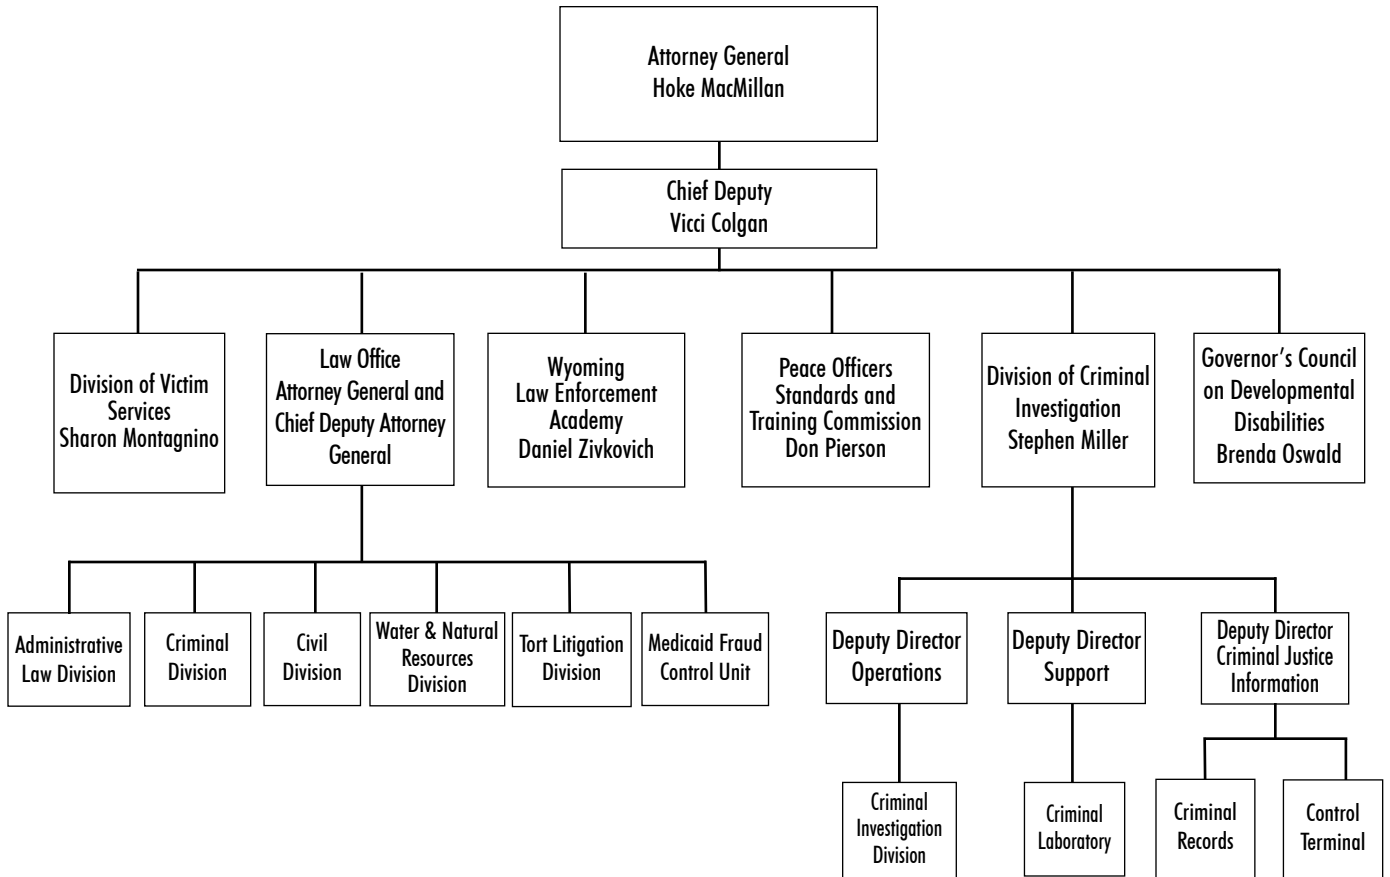 Attorney General
Hoke MacMillan
Chief Deputy
Vicci Colgan
Division of Victim
Services
Sharon Montagnino
Law Office
Attorney General and
Chief Deputy Attorney
General
Wyoming
Law Enforcement
Academy
Daniel Zivkovich
Peace Officers
Standards and
Training Commission
Don Pierson
Division of Criminal
Investigation
Stephen Miller
Governor's Council
on Developmental
Disabilities
Brenda Oswald
Administrative
Law Division
Criminal
Division
Civil
Division
Water & Natural
Resources
Division
Tort Litigation
Division
Medicaid Fraud
Control Unit
Deputy Director
Operations
Deputy Director
Support
Deputy Director
Criminal Justice
Information
Criminal
Investigation
Division
Criminal
Laboratory
Criminal
Records
Control
Terminal